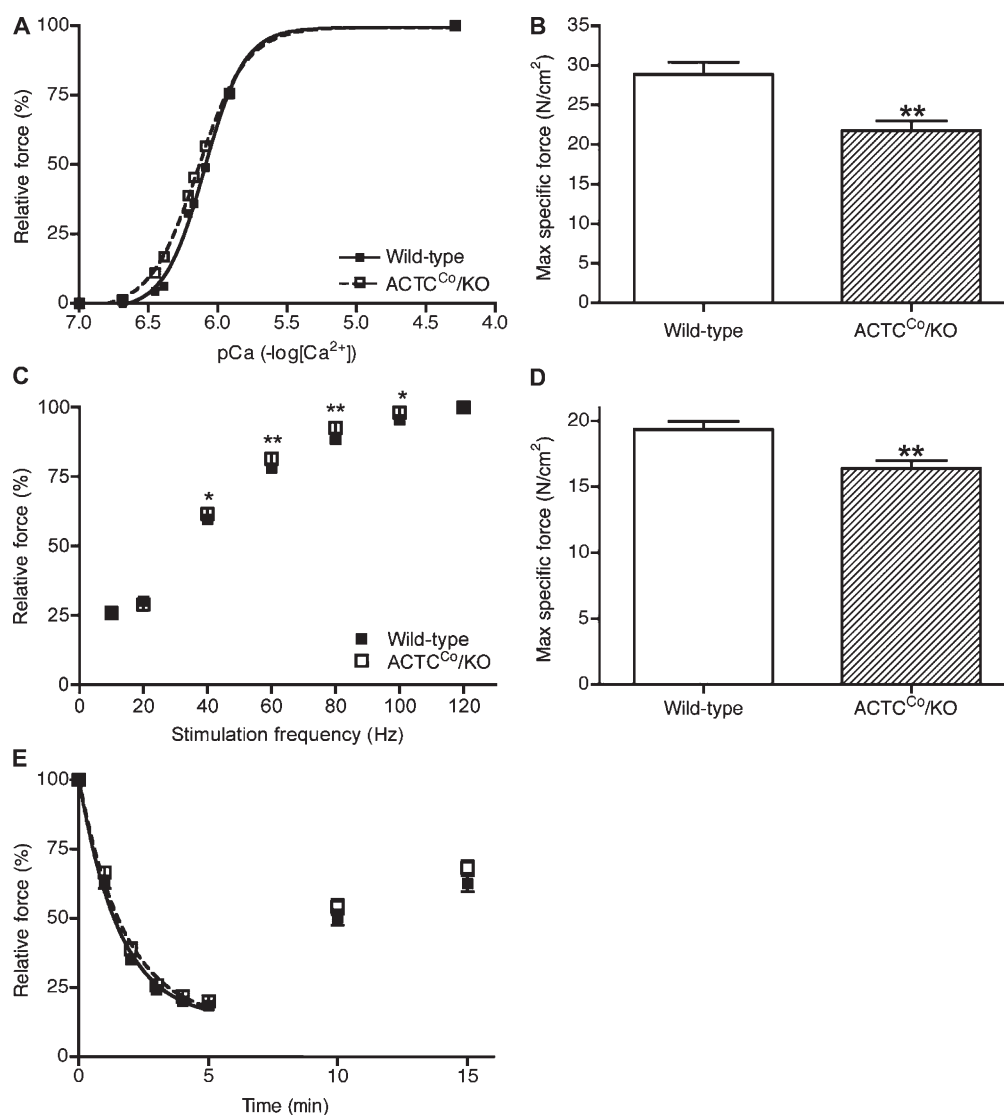 A
Relative force (%)
100
75
50
25
0
7.0 6.5 6.0 5.5 5.0 4.5 4.0
pCa (-log[Ca²⁺])
Wild-type
ACTCᶜᵒ/KO
B
Max specific force (N/cm²)
35
30
25
20
15
10
5
0
**
Wild-type ACTCᶜᵒ/KO
C
Relative force (%)
100
75
50
25
0
* ** ** *
Wild-type
ACTCᶜᵒ/KO
0 20 40 60 80 100 120
Stimulation frequency (Hz)
D
Max specific force (N/cm²)
20
15
10
5
0
**
Wild-type ACTCᶜᵒ/KO
E
Relative force (%)
100
75
50
25
0
0 5 10 15
Time (min)